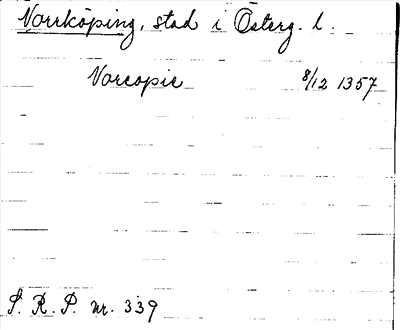 Norrköping, stad i Österg. l.
Norcopie 8/12 1357
S. R. P. nr. 339